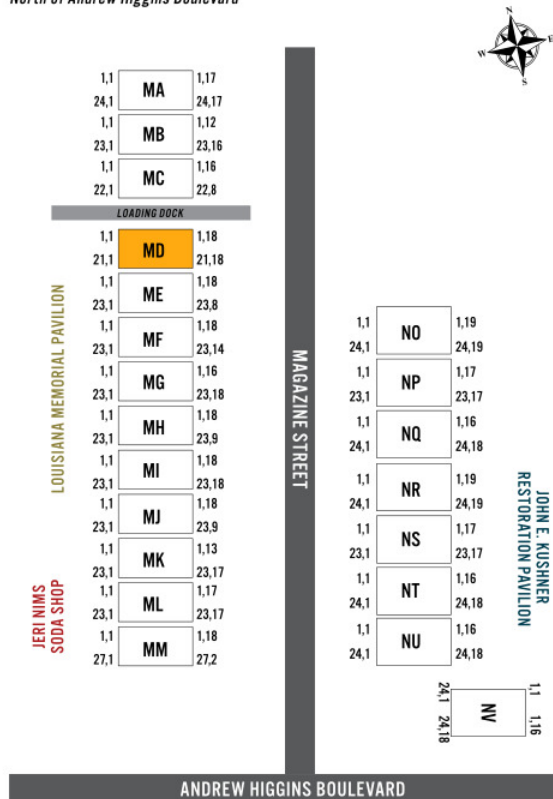 North of Andrew Higgins Boulevard
N
W E
S
1,1 MA 1,17
24,1 24,17
1,1 MB 1,12
23,1 23,16
1,1 MC 1,16
22,1 22,8
LOADING DOCK
1,1 MD 1,18
21,1 21,18
1,1 ME 1,18
23,1 23,8
1,1 MF 1,18
23,1 23,14
1,1 MG 1,16
23,1 23,18
1,1 MH 1,18
23,1 23,9
1,1 MI 1,18
23,1 23,18
1,1 MJ 1,18
23,1 23,9
1,1 MK 1,13
23,1 23,17
1,1 ML 1,17
23,1 23,17
1,1 MM 1,18
27,1 27,2
LOUISIANA MEMORIAL PAVILION
JERI NIMS
SODA SHOP
MAGAZINE STREET
1,1 NO 1,19
24,1 24,19
1,1 NP 1,17
23,1 23,17
1,1 NQ 1,16
24,1 24,18
1,1 NR 1,19
24,1 24,19
1,1 NS 1,17
23,1 23,17
1,1 NT 1,16
24,1 24,18
1,1 NU 1,16
24,1 24,18
JOHN E. KUSHNER
RESTORATION PAVILION
1,1 NV 1,16
24,1 24,18
ANDREW HIGGINS BOULEVARD